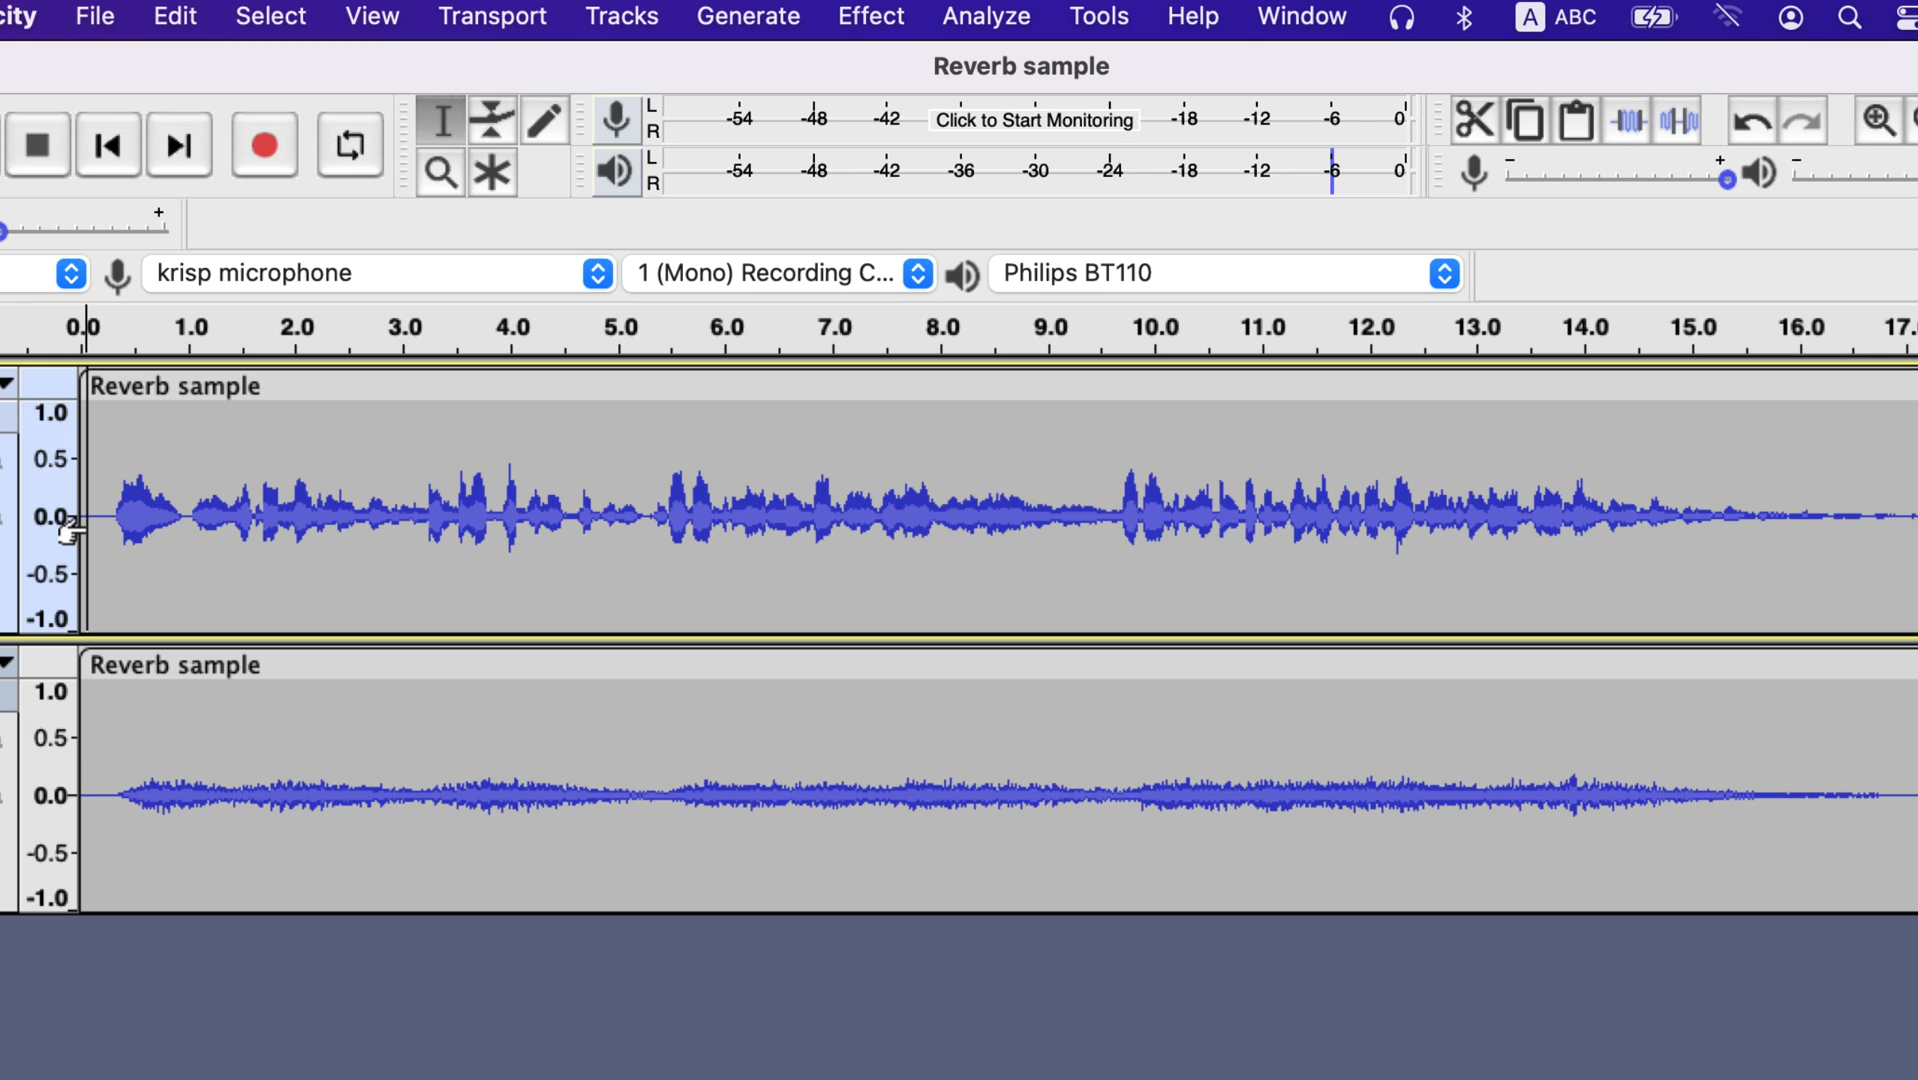 city File Edit Select View Transport Tracks Generate Effect Analyze Tools Help Window A ABC
Reverb sample
L
R
-54 -48 -42 Click to Start Monitoring -18 -12 -6 0
L
R
-54 -48 -42 -36 -30 -24 -18 -12 -6 0
- + -
+
krisp microphone 1 (Mono) Recording C... Philips BT110
0.0 1.0 2.0 3.0 4.0 5.0 6.0 7.0 8.0 9.0 10.0 11.0 12.0 13.0 14.0 15.0 16.0 17.
Reverb sample
1.0
0.5
0.0
-0.5
-1.0
Reverb sample
1.0
0.5
0.0
-0.5
-1.0